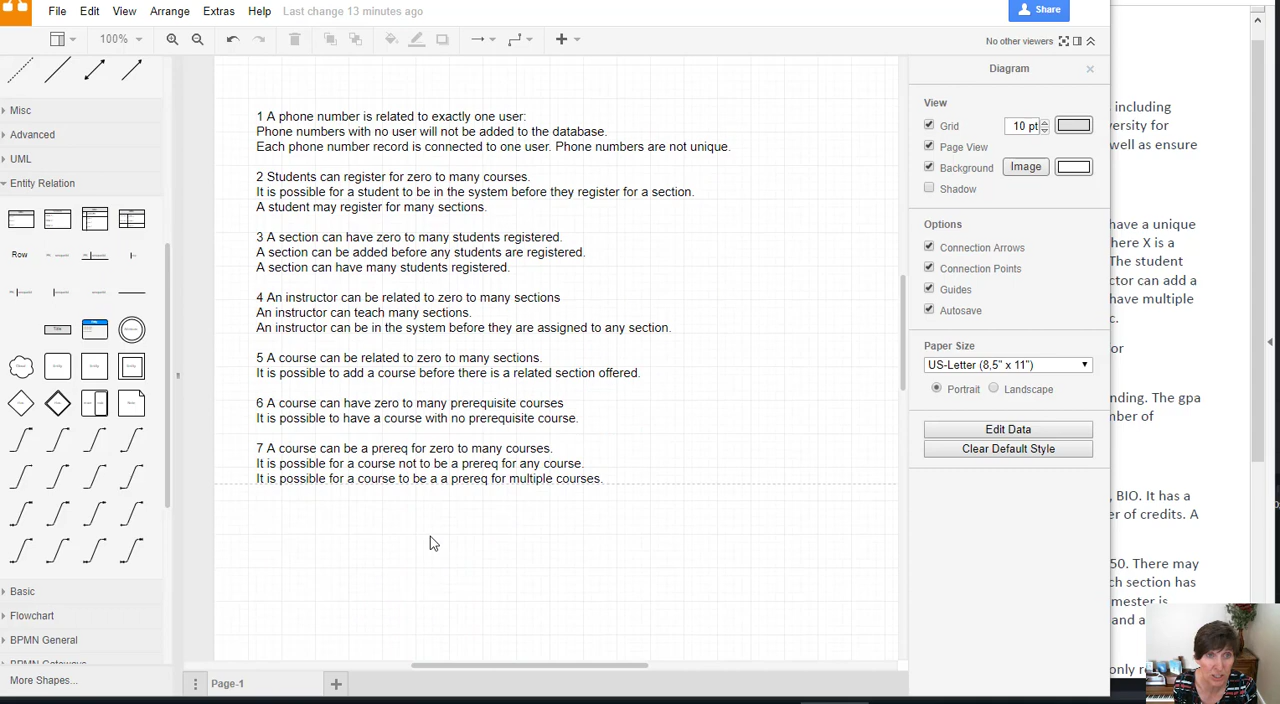 File Edit View Arrange Extras Help Last change 13 minutes ago
Share
100%
No other viewers
Diagram
View
Grid 10 pt
Page View
Background Image
Shadow
Options
Connection Arrows
Connection Points
Guides
Autosave
Paper Size
US-Letter (8,5" x 11")
Portrait Landscape
Edit Data
Clear Default Style
Misc
Advanced
UML
Entity Relation
Row
Title
Basic
Flowchart
BPMN General
More Shapes...
1 A phone number is related to exactly one user:
Phone numbers with no user will not be added to the database.
Each phone number record is connected to one user. Phone numbers are not unique.
2 Students can register for zero to many courses.
It is possible for a student to be in the system before they register for a section.
A student may register for many sections.
3 A section can have zero to many students registered.
A section can be added before any students are registered.
A section can have many students registered.
4 An instructor can be related to zero to many sections
An instructor can teach many sections.
An instructor can be in the system before they are assigned to any section.
5 A course can be related to zero to many sections.
It is possible to add a course before there is a related section offered.
6 A course can have zero to many prerequisite courses
It is possible to have a course with no prerequisite course.
7 A course can be a prereq for zero to many courses.
It is possible for a course not to be a prereq for any course.
It is possible for a course to be a a prereq for multiple courses.
Page-1
including
versity for
well as ensure
have a unique
here X is a
The student
ctor can add a
have multiple
c.
or
nding. The gpa
mber of
, BIO. It has a
er of credits. A
50. There may
ch section has
mester is
and a
only